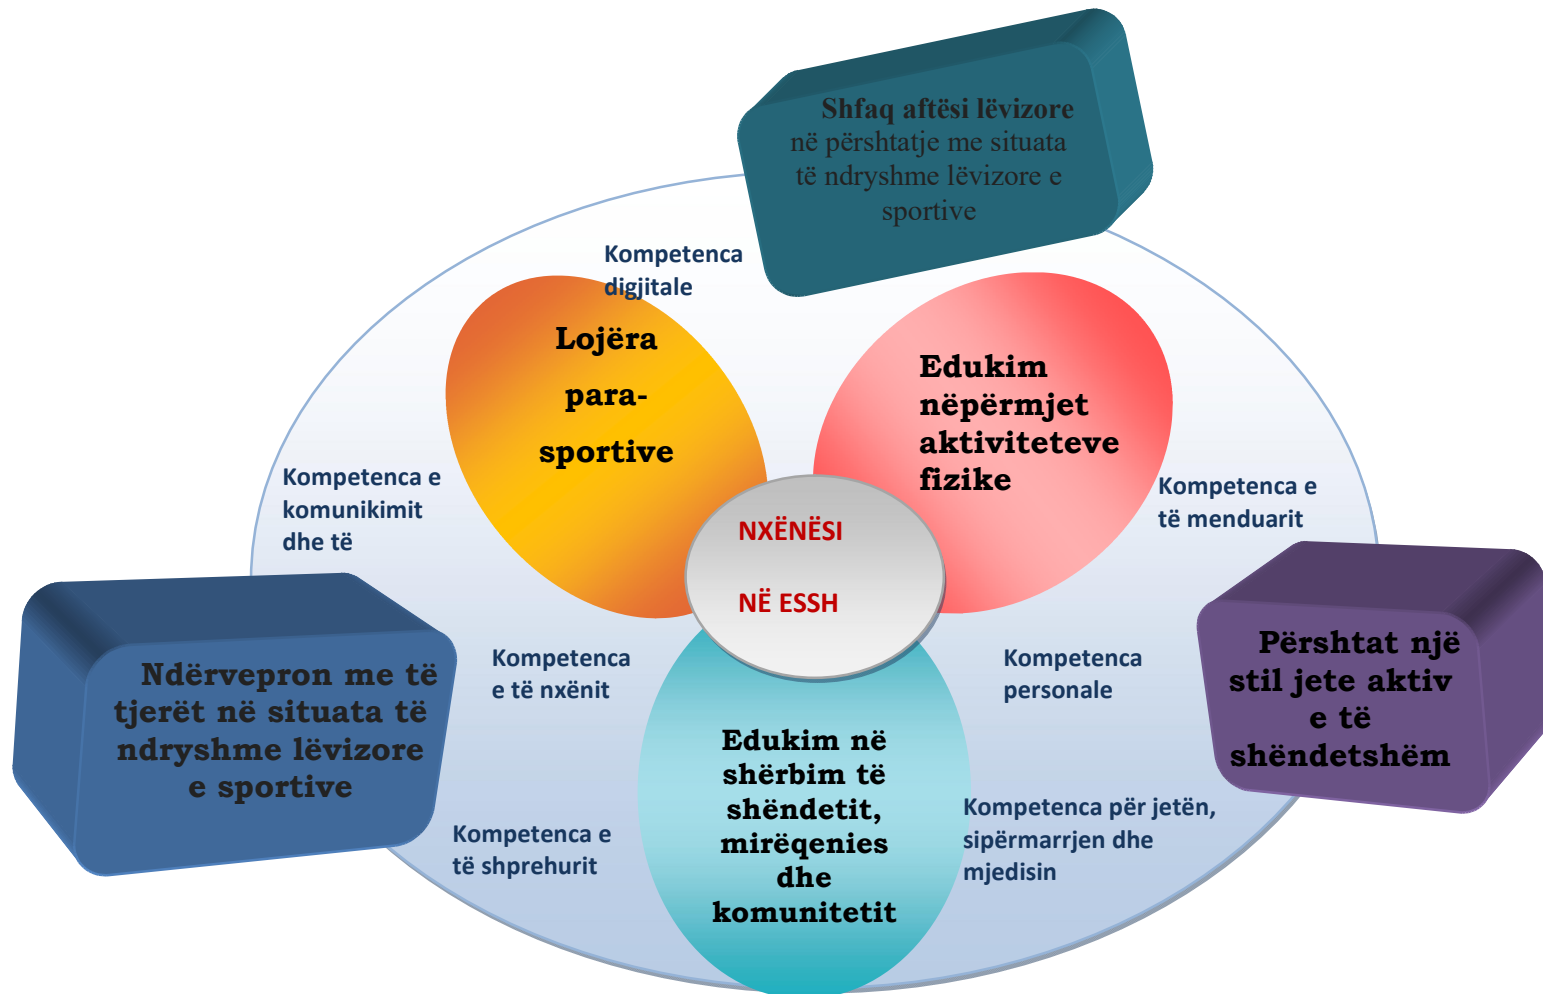 Shfaq aftësi lëvizore
në përshtatje me situata
të ndryshme lëvizore e
sportive
Kompetenca
digjitale
Lojëra
para-
sportive
Edukim
nëpërmjet
aktiviteteve
fizike
Kompetenca e
komunikimit
dhe të
Kompetenca e
të menduarit
NXËNËSI
NË ESSH
Ndërvepron me të
tjerët në situata të
ndryshme lëvizore
e sportive
Kompetenca
e të nxënit
Kompetenca
personale
Përshtat një
stil jete aktiv
e të
shëndetshëm
Edukim në
shërbim të
shëndetit,
mirëqenies
dhe
komunitetit
Kompetenca e
të shprehurit
Kompetenca për jetën,
sipërmarrjen dhe
mjedisin